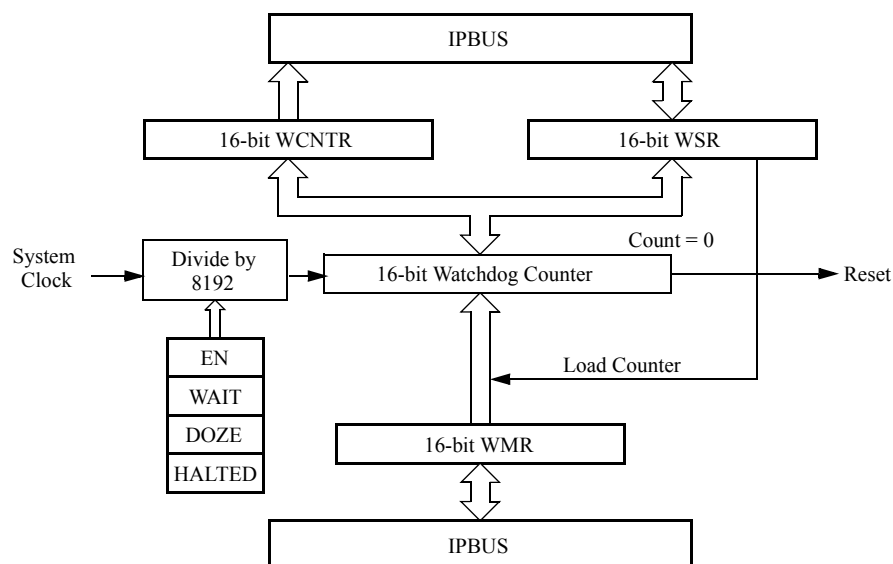 IPBUS
16-bit WCNTR
16-bit WSR
Count = 0
System
Clock
Divide by
8192
16-bit Watchdog Counter
Reset
EN
WAIT
DOZE
HALTED
Load Counter
16-bit WMR
IPBUS